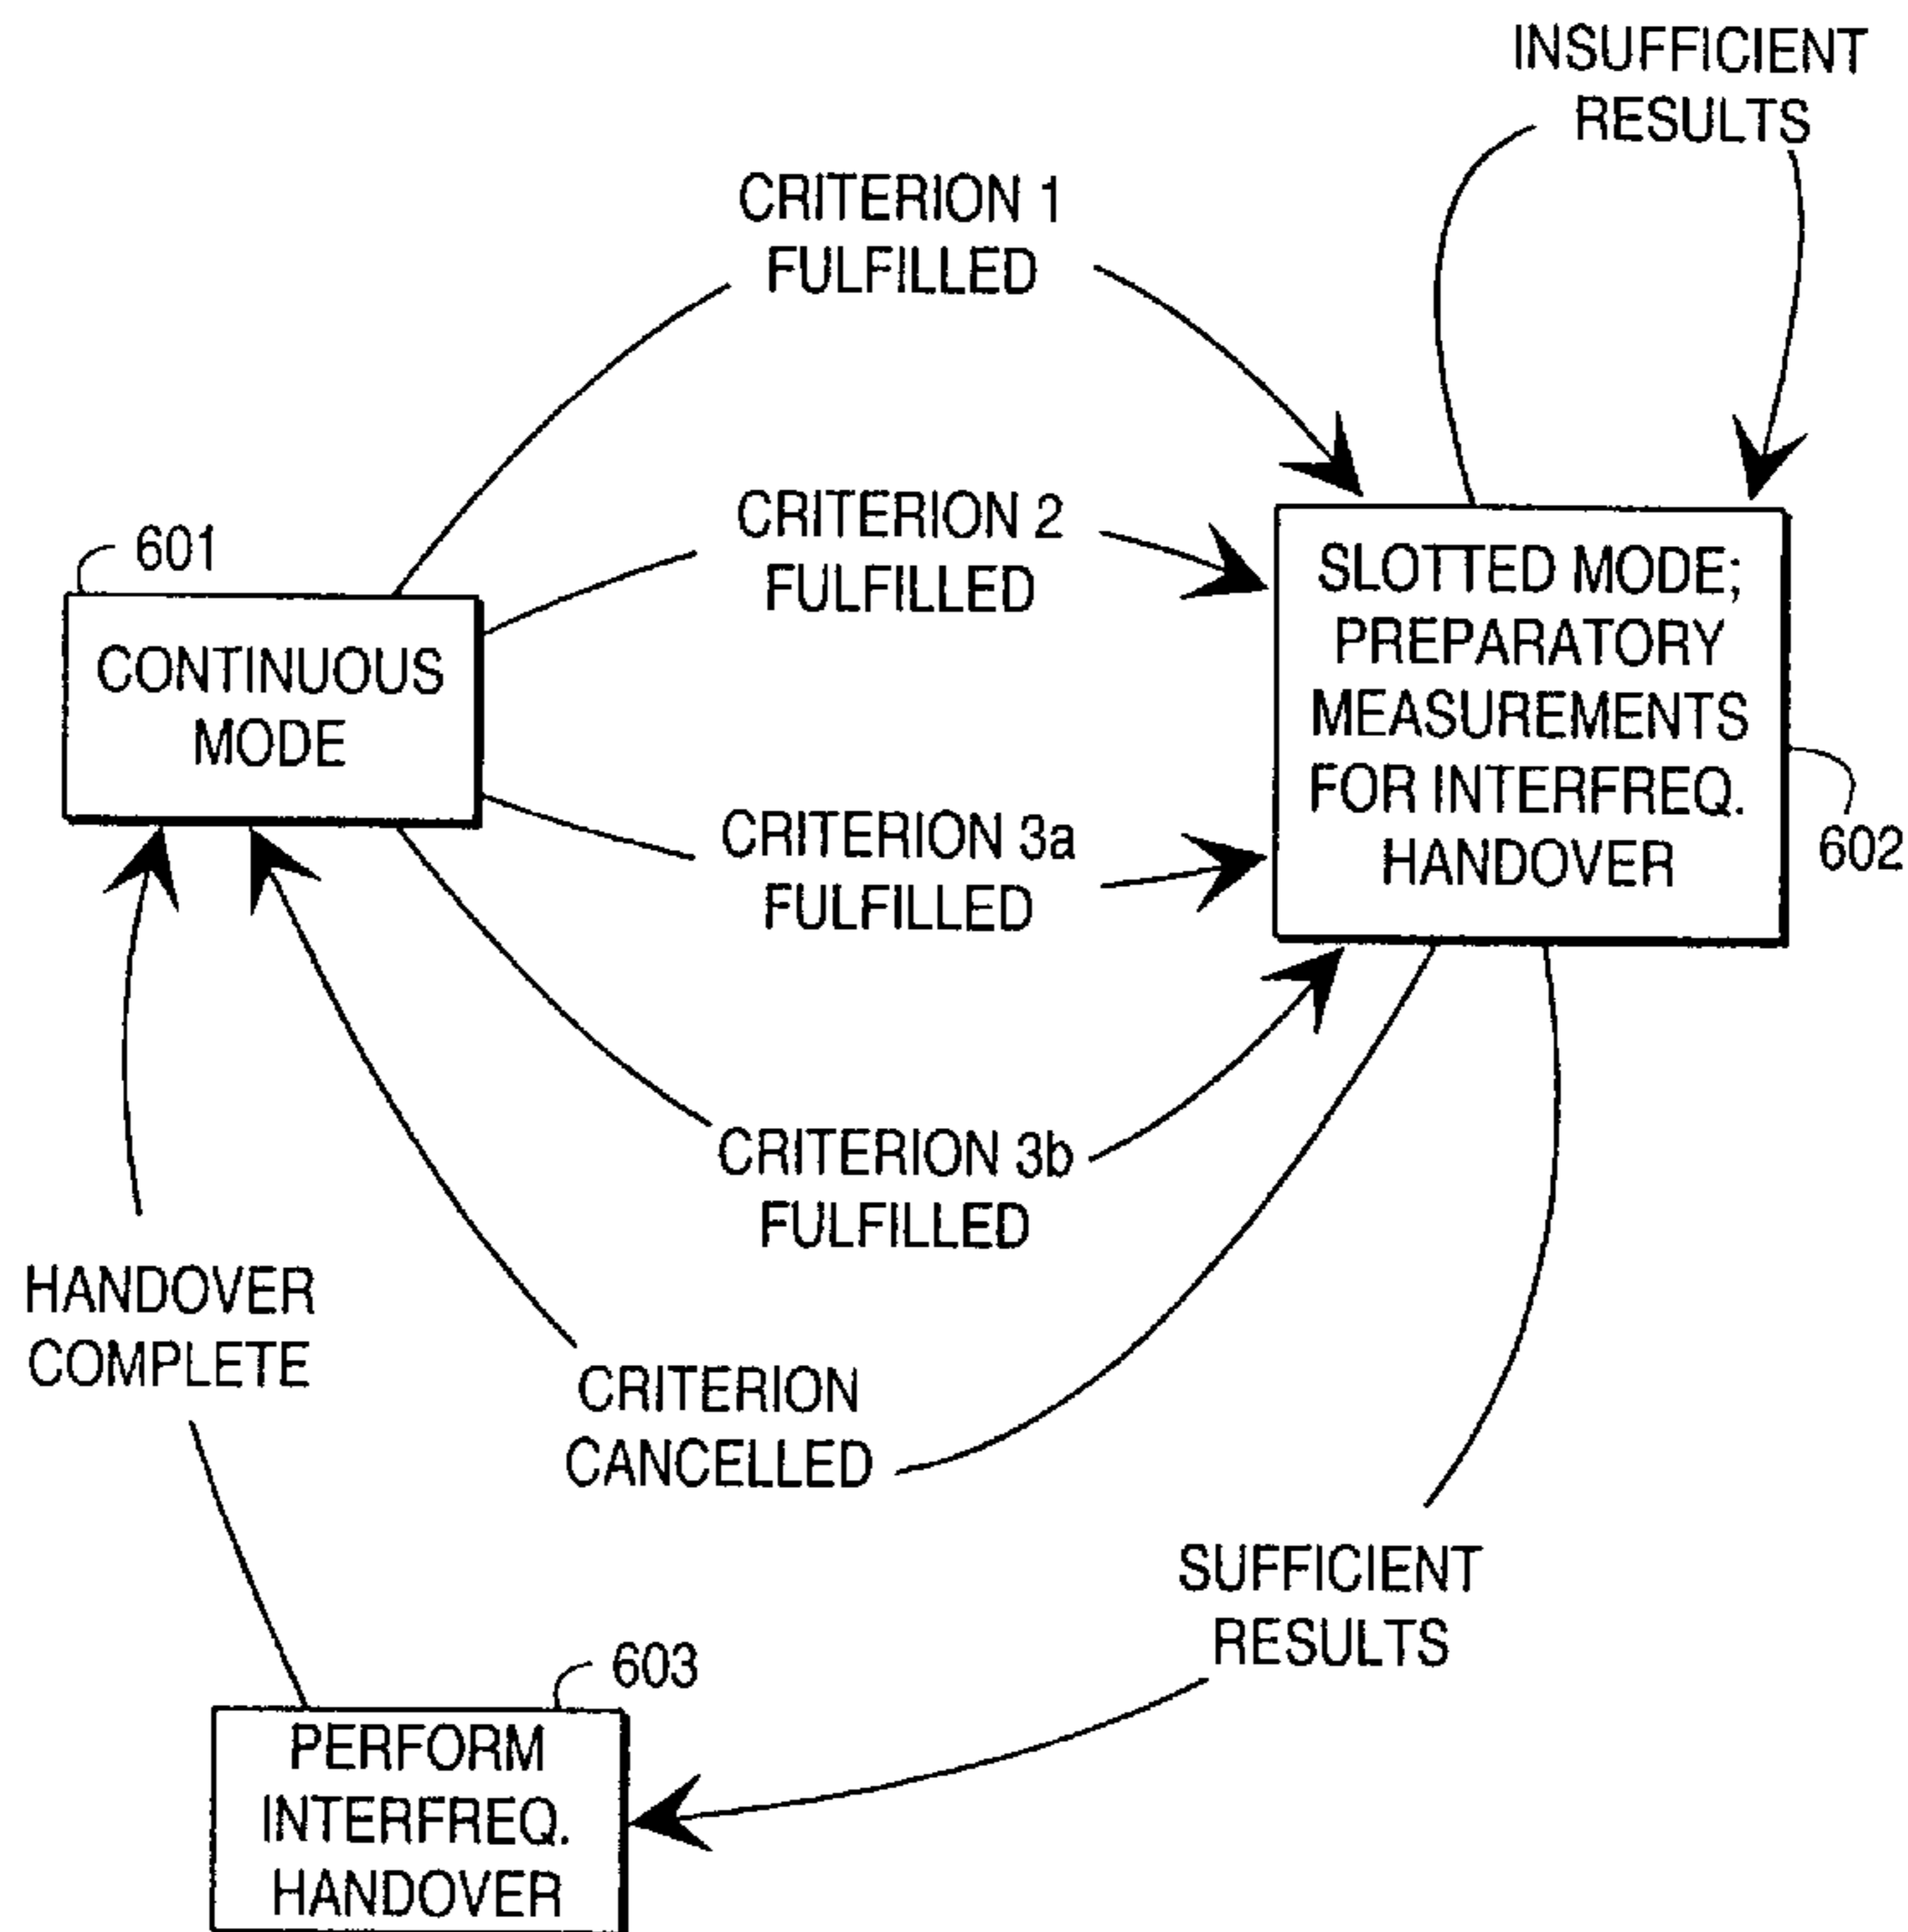 INSUFFICIENT
RESULTS
CRITERION 1
FULFILLED
CRITERION 2
FULFILLED
601
CONTINUOUS
MODE
SLOTTED MODE;
PREPARATORY
MEASUREMENTS
FOR INTERFREQ.
HANDOVER
602
CRITERION 3a
FULFILLED
CRITERION 3b
FULFILLED
HANDOVER
COMPLETE
CRITERION
CANCELLED
SUFFICIENT
RESULTS
603
PERFORM
INTERFREQ.
HANDOVER